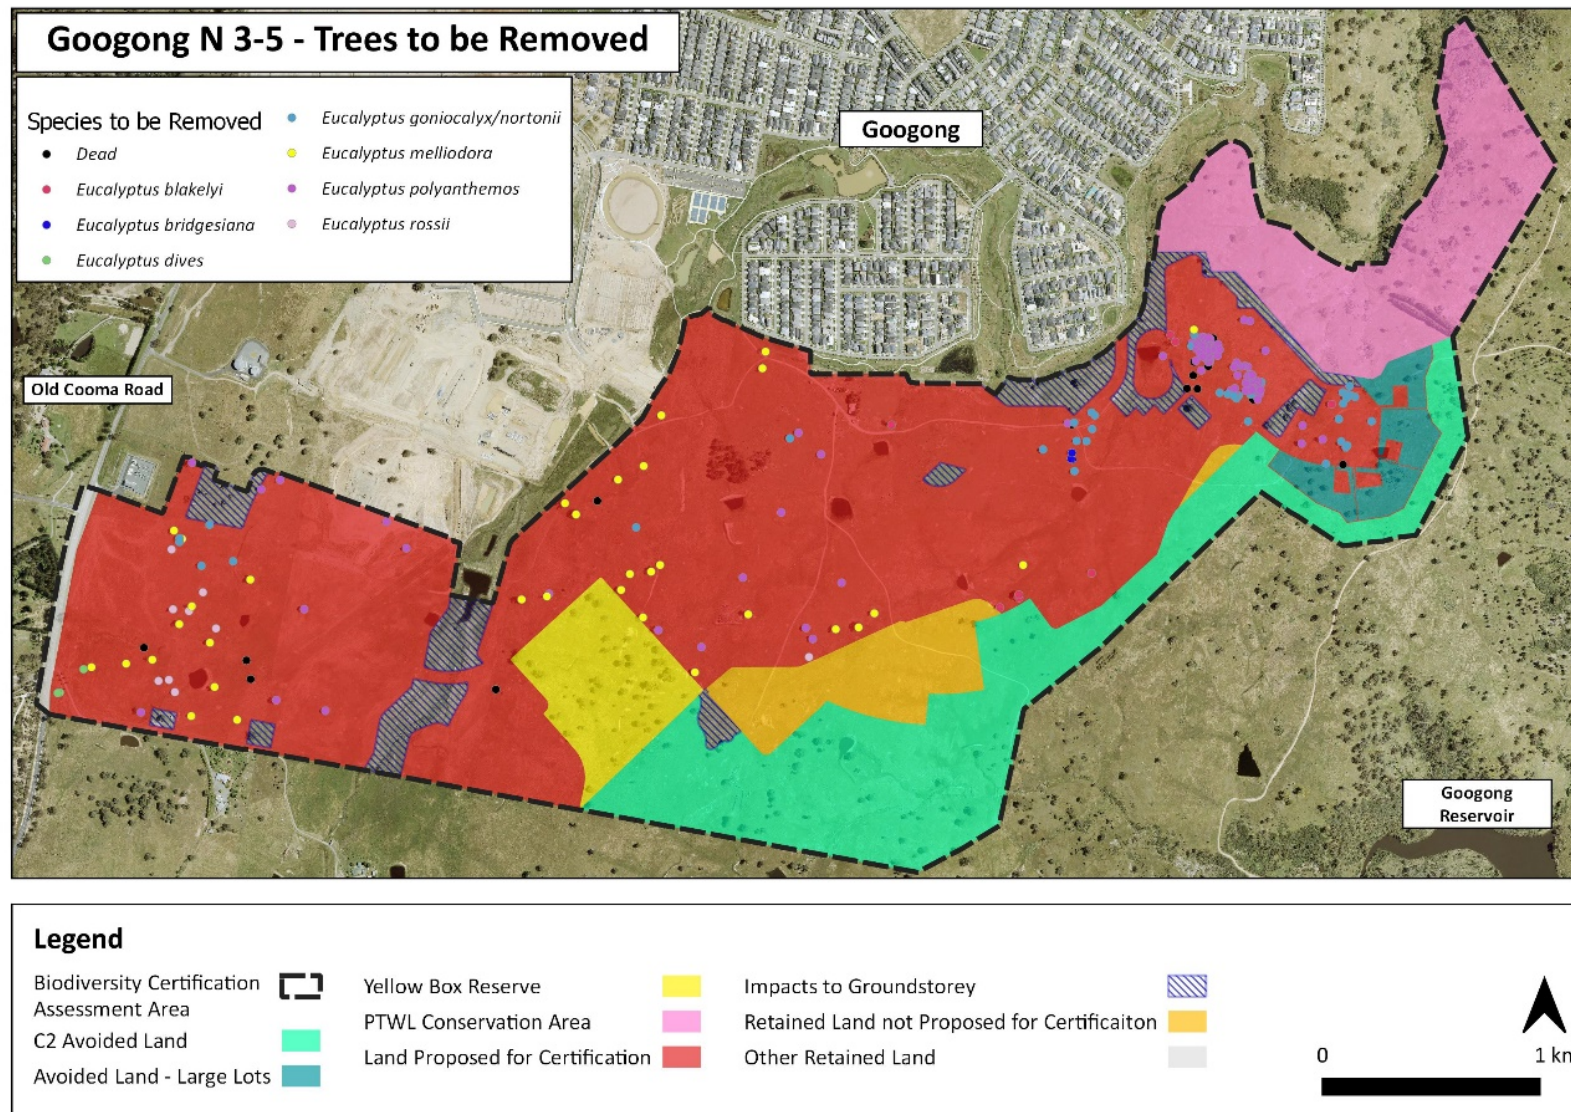 Googong N 3-5 - Trees to be Removed
Species to be Removed
Dead
Eucalyptus blakelyi
Eucalyptus bridgesiana
Eucalyptus dives
Eucalyptus goniocalyx/nortonii
Eucalyptus melliodora
Eucalyptus polyanthemos
Eucalyptus rossii
Googong
Old Cooma Road
Googong
Reservoir
Legend
Biodiversity Certification
Assessment Area
C2 Avoided Land
Avoided Land - Large Lots
Yellow Box Reserve
PTWL Conservation Area
Land Proposed for Certification
Impacts to Groundstorey
Retained Land not Proposed for Certificaiton
Other Retained Land
0
1 km